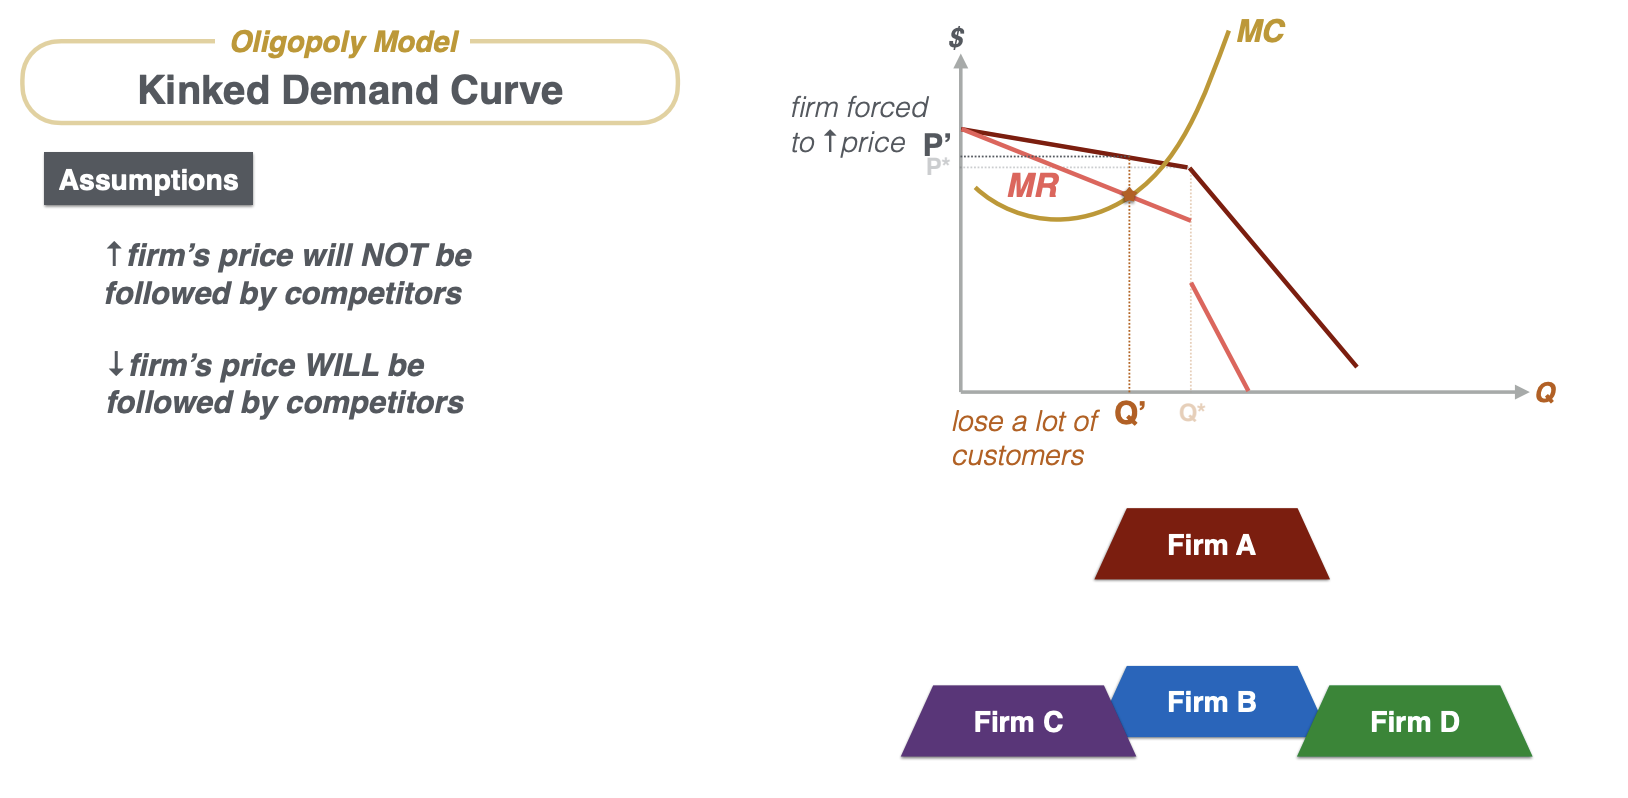 Oligopoly Model
Kinked Demand Curve
Assumptions
↑firm's price will NOT be
followed by competitors
↓firm's price WILL be
followed by competitors
$
MC
firm forced
to ↑price
P'
P*
MR
Q
Q'
Q*
lose a lot of
customers
Firm A
Firm B
Firm C
Firm D